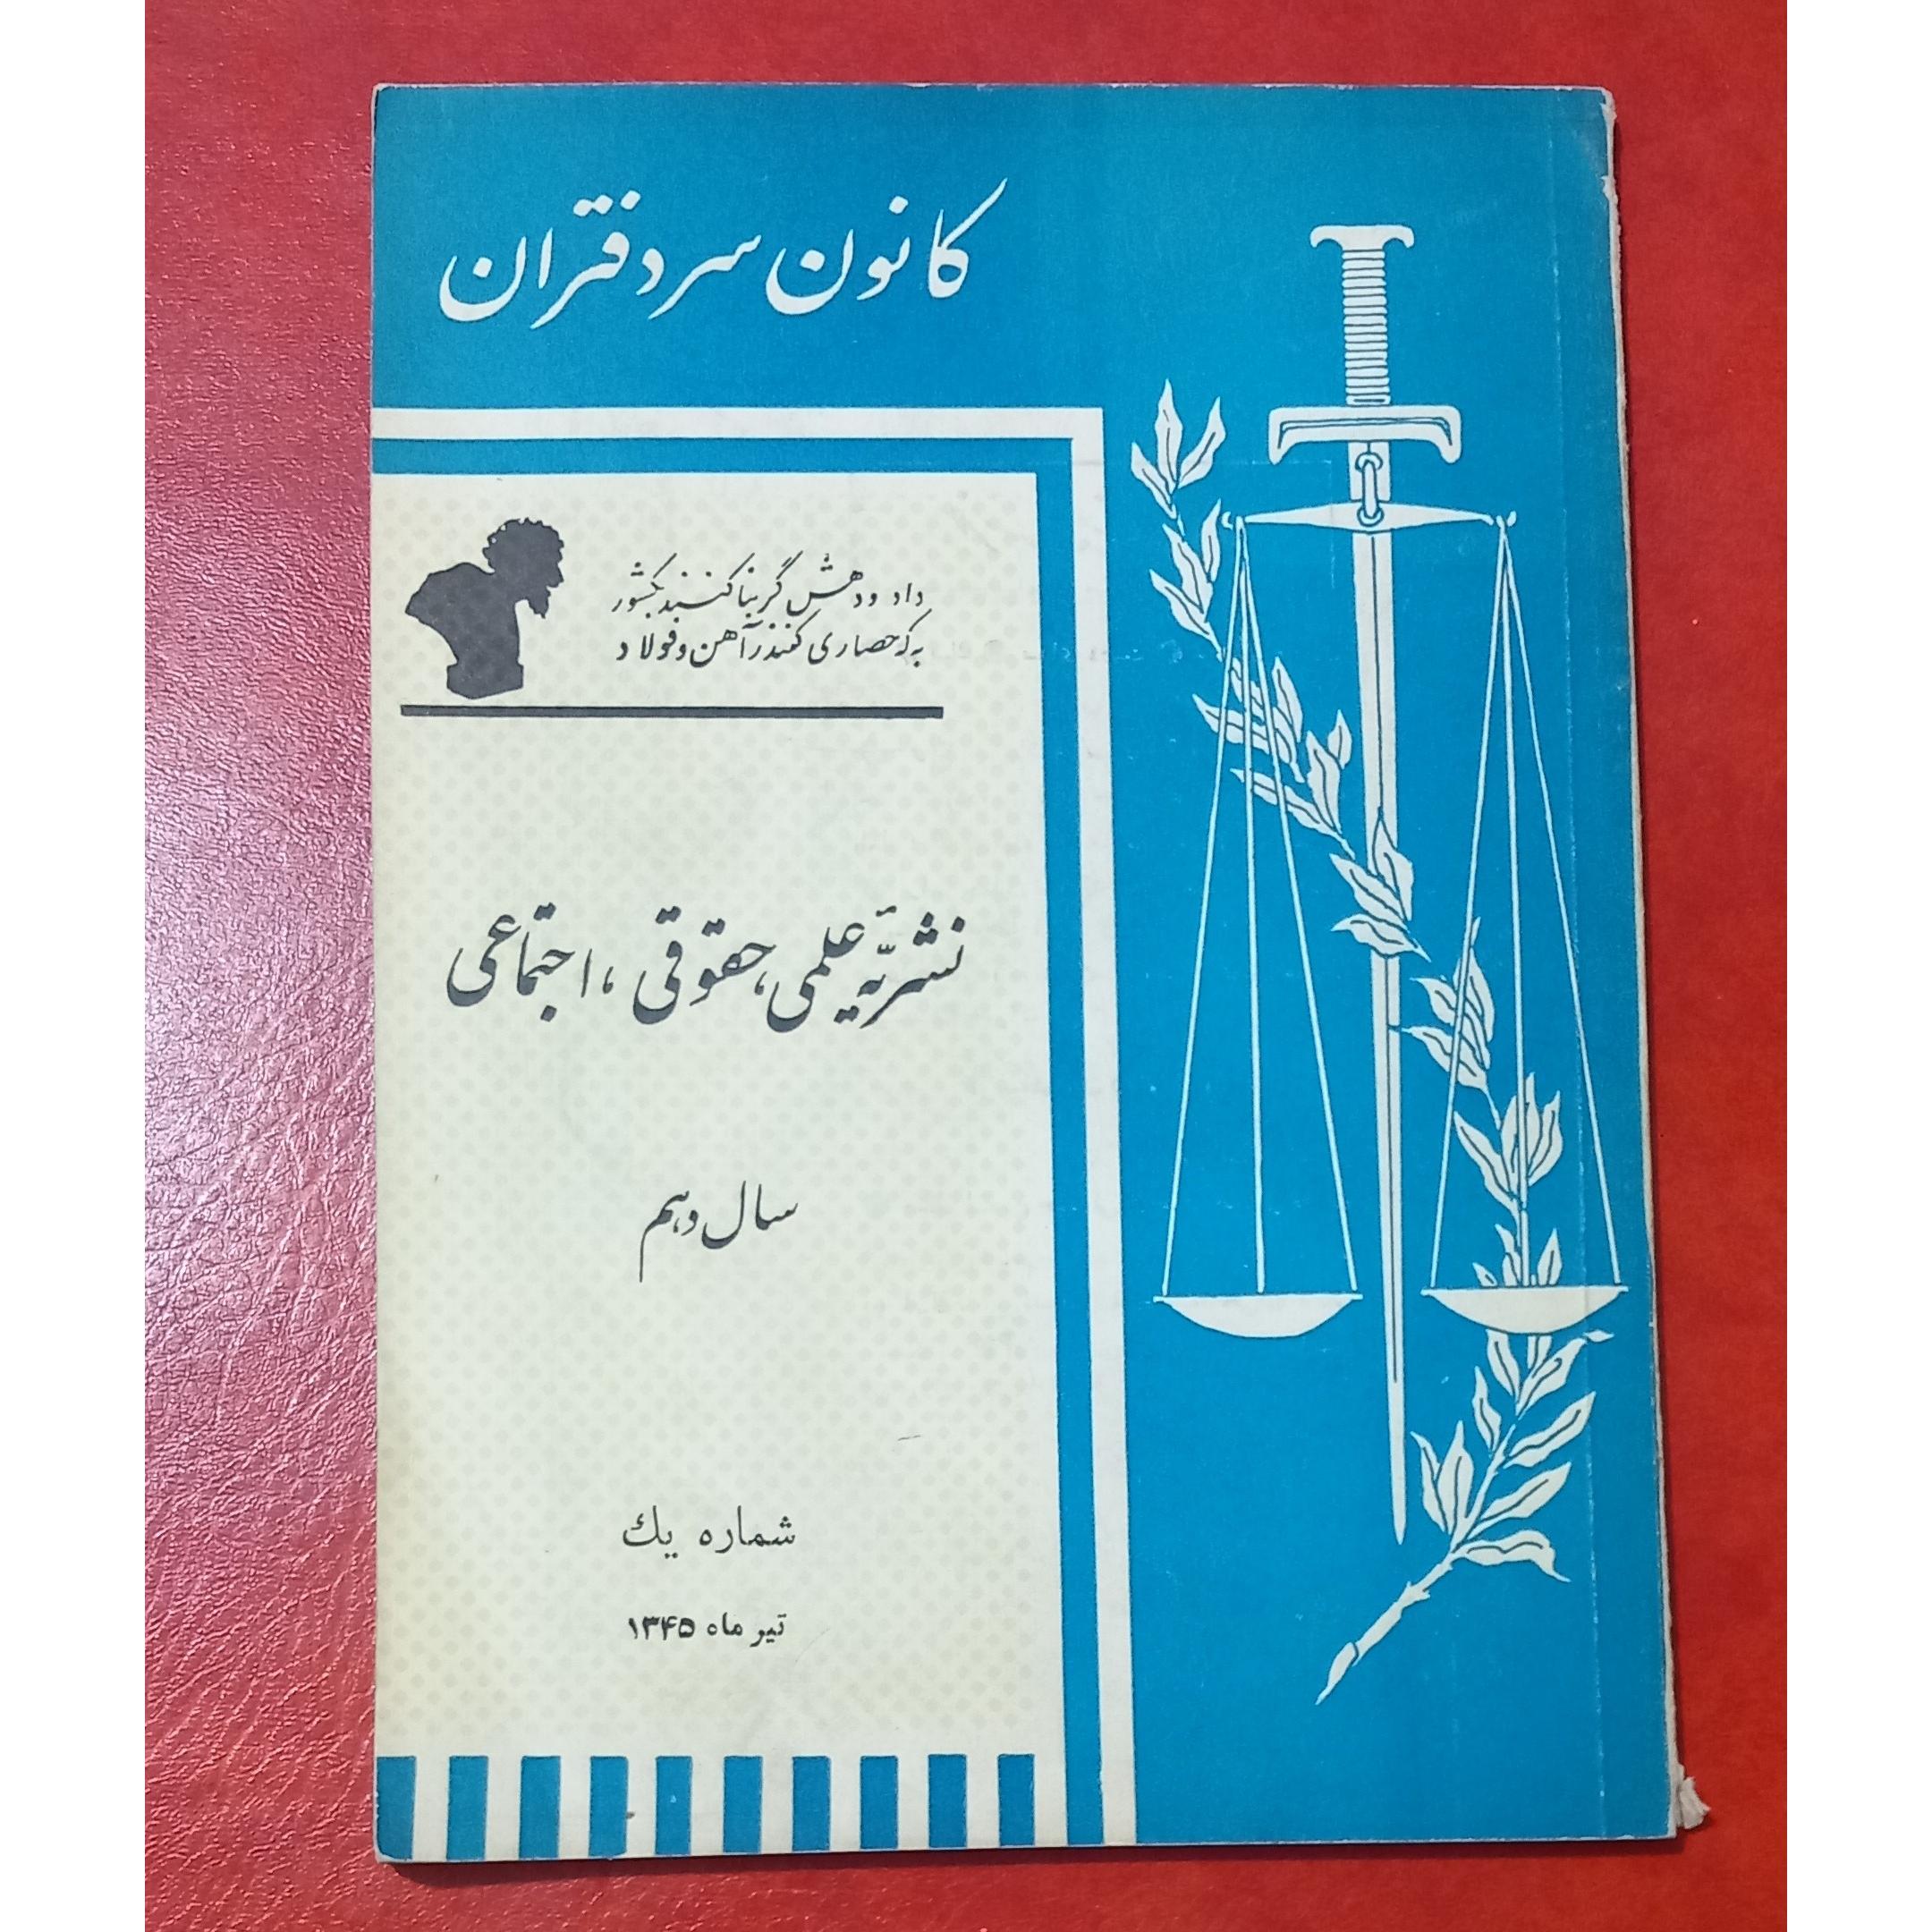 کانون سردفتران
داد و دهش گر بنا کنند بکشور
به که حصاری کنند ز آهن و فولاد
نشریهٔ علمی، حقوقی، اجتماعی
سال دهم
شماره یک
تیر ماه ۱۳۴۵